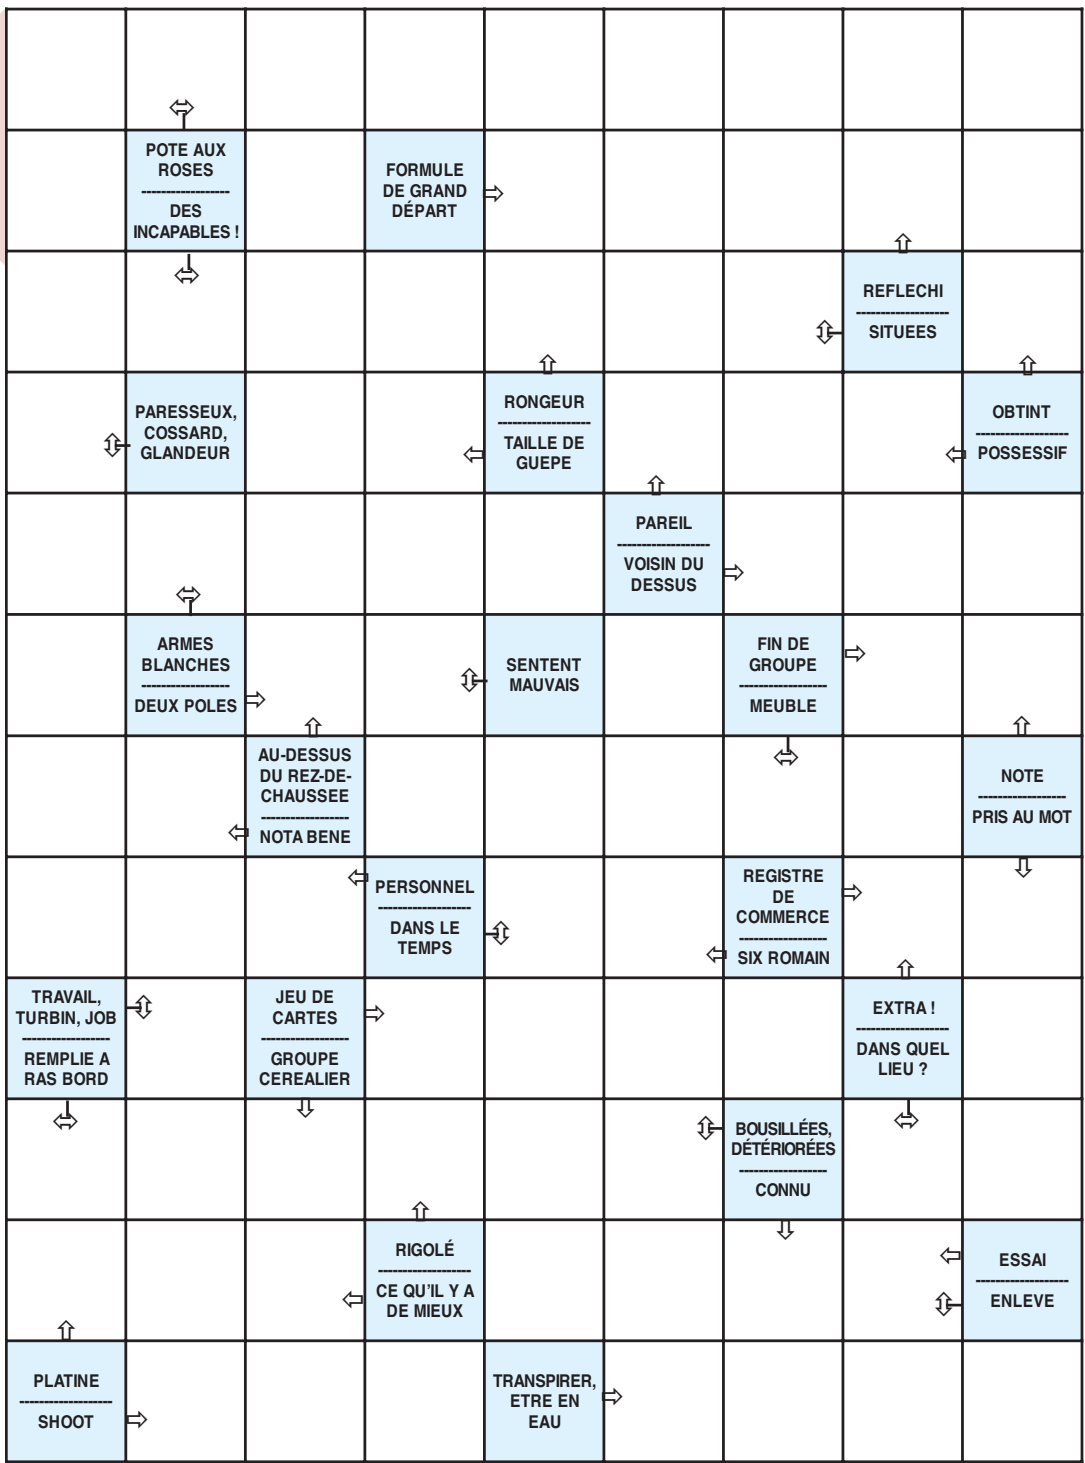 POTE AUX
ROSES
------------------
DES
INCAPABLES !
FORMULE
DE GRAND
DÉPART
REFLECHI
-------------------
SITUEES
PARESSEUX,
COSSARD,
GLANDEUR
RONGEUR
-------------------
TAILLE DE
GUEPE
OBTINT
------------------
POSSESSIF
PAREIL
-------------------
VOISIN DU
DESSUS
ARMES
BLANCHES
------------------
DEUX POLES
SENTENT
MAUVAIS
FIN DE
GROUPE
------------------
MEUBLE
AU-DESSUS
DU REZ-DE-
CHAUSSEE
------------------
NOTA BENE
NOTE
------------------
PRIS AU MOT
PERSONNEL
-------------------
DANS LE
TEMPS
REGISTRE
DE
COMMERCE
------------------
SIX ROMAIN
TRAVAIL,
TURBIN, JOB
------------------
REMPLIE A
RAS BORD
JEU DE
CARTES
------------------
GROUPE
CEREALIER
EXTRA !
-------------------
DANS QUEL
LIEU ?
BOUSILLÉES,
DÉTÉRIORÉES
------------------
CONNU
RIGOLÉ
-------------------
CE QU'IL Y A
DE MIEUX
ESSAI
-------------------
ENLEVE
PLATINE
-------------------
SHOOT
TRANSPIRER,
ETRE EN
EAU